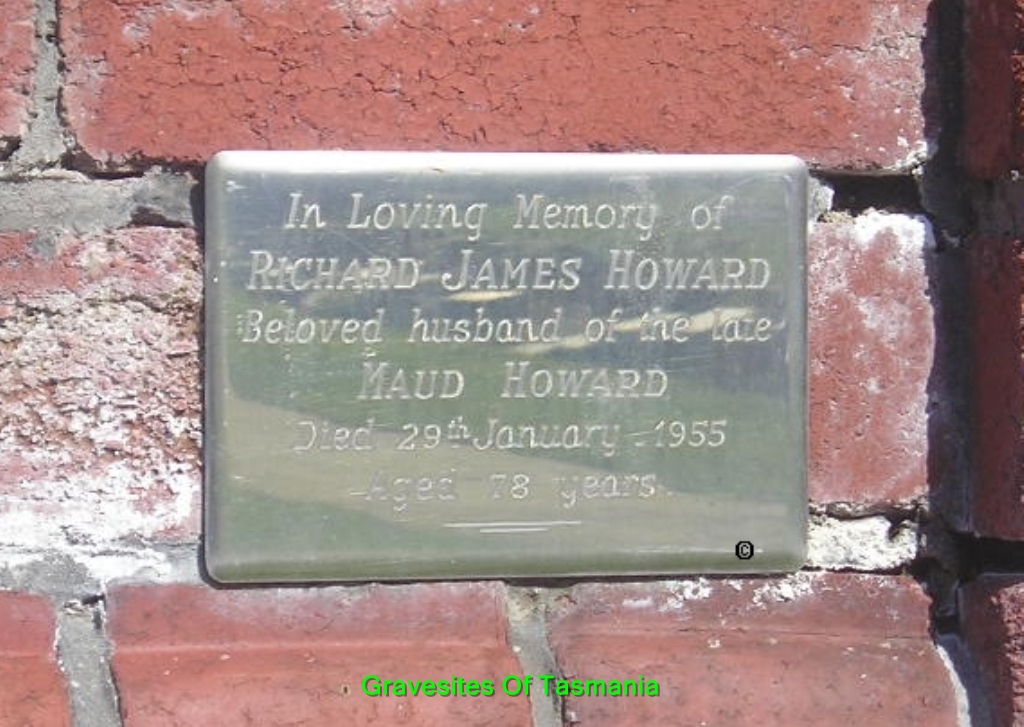 In Loving Memory of
RICHARD JAMES HOWARD
Beloved husband of the late
MAUD HOWARD
Died 29th January 1955
Aged 78 years.
©
Gravesites Of Tasmania